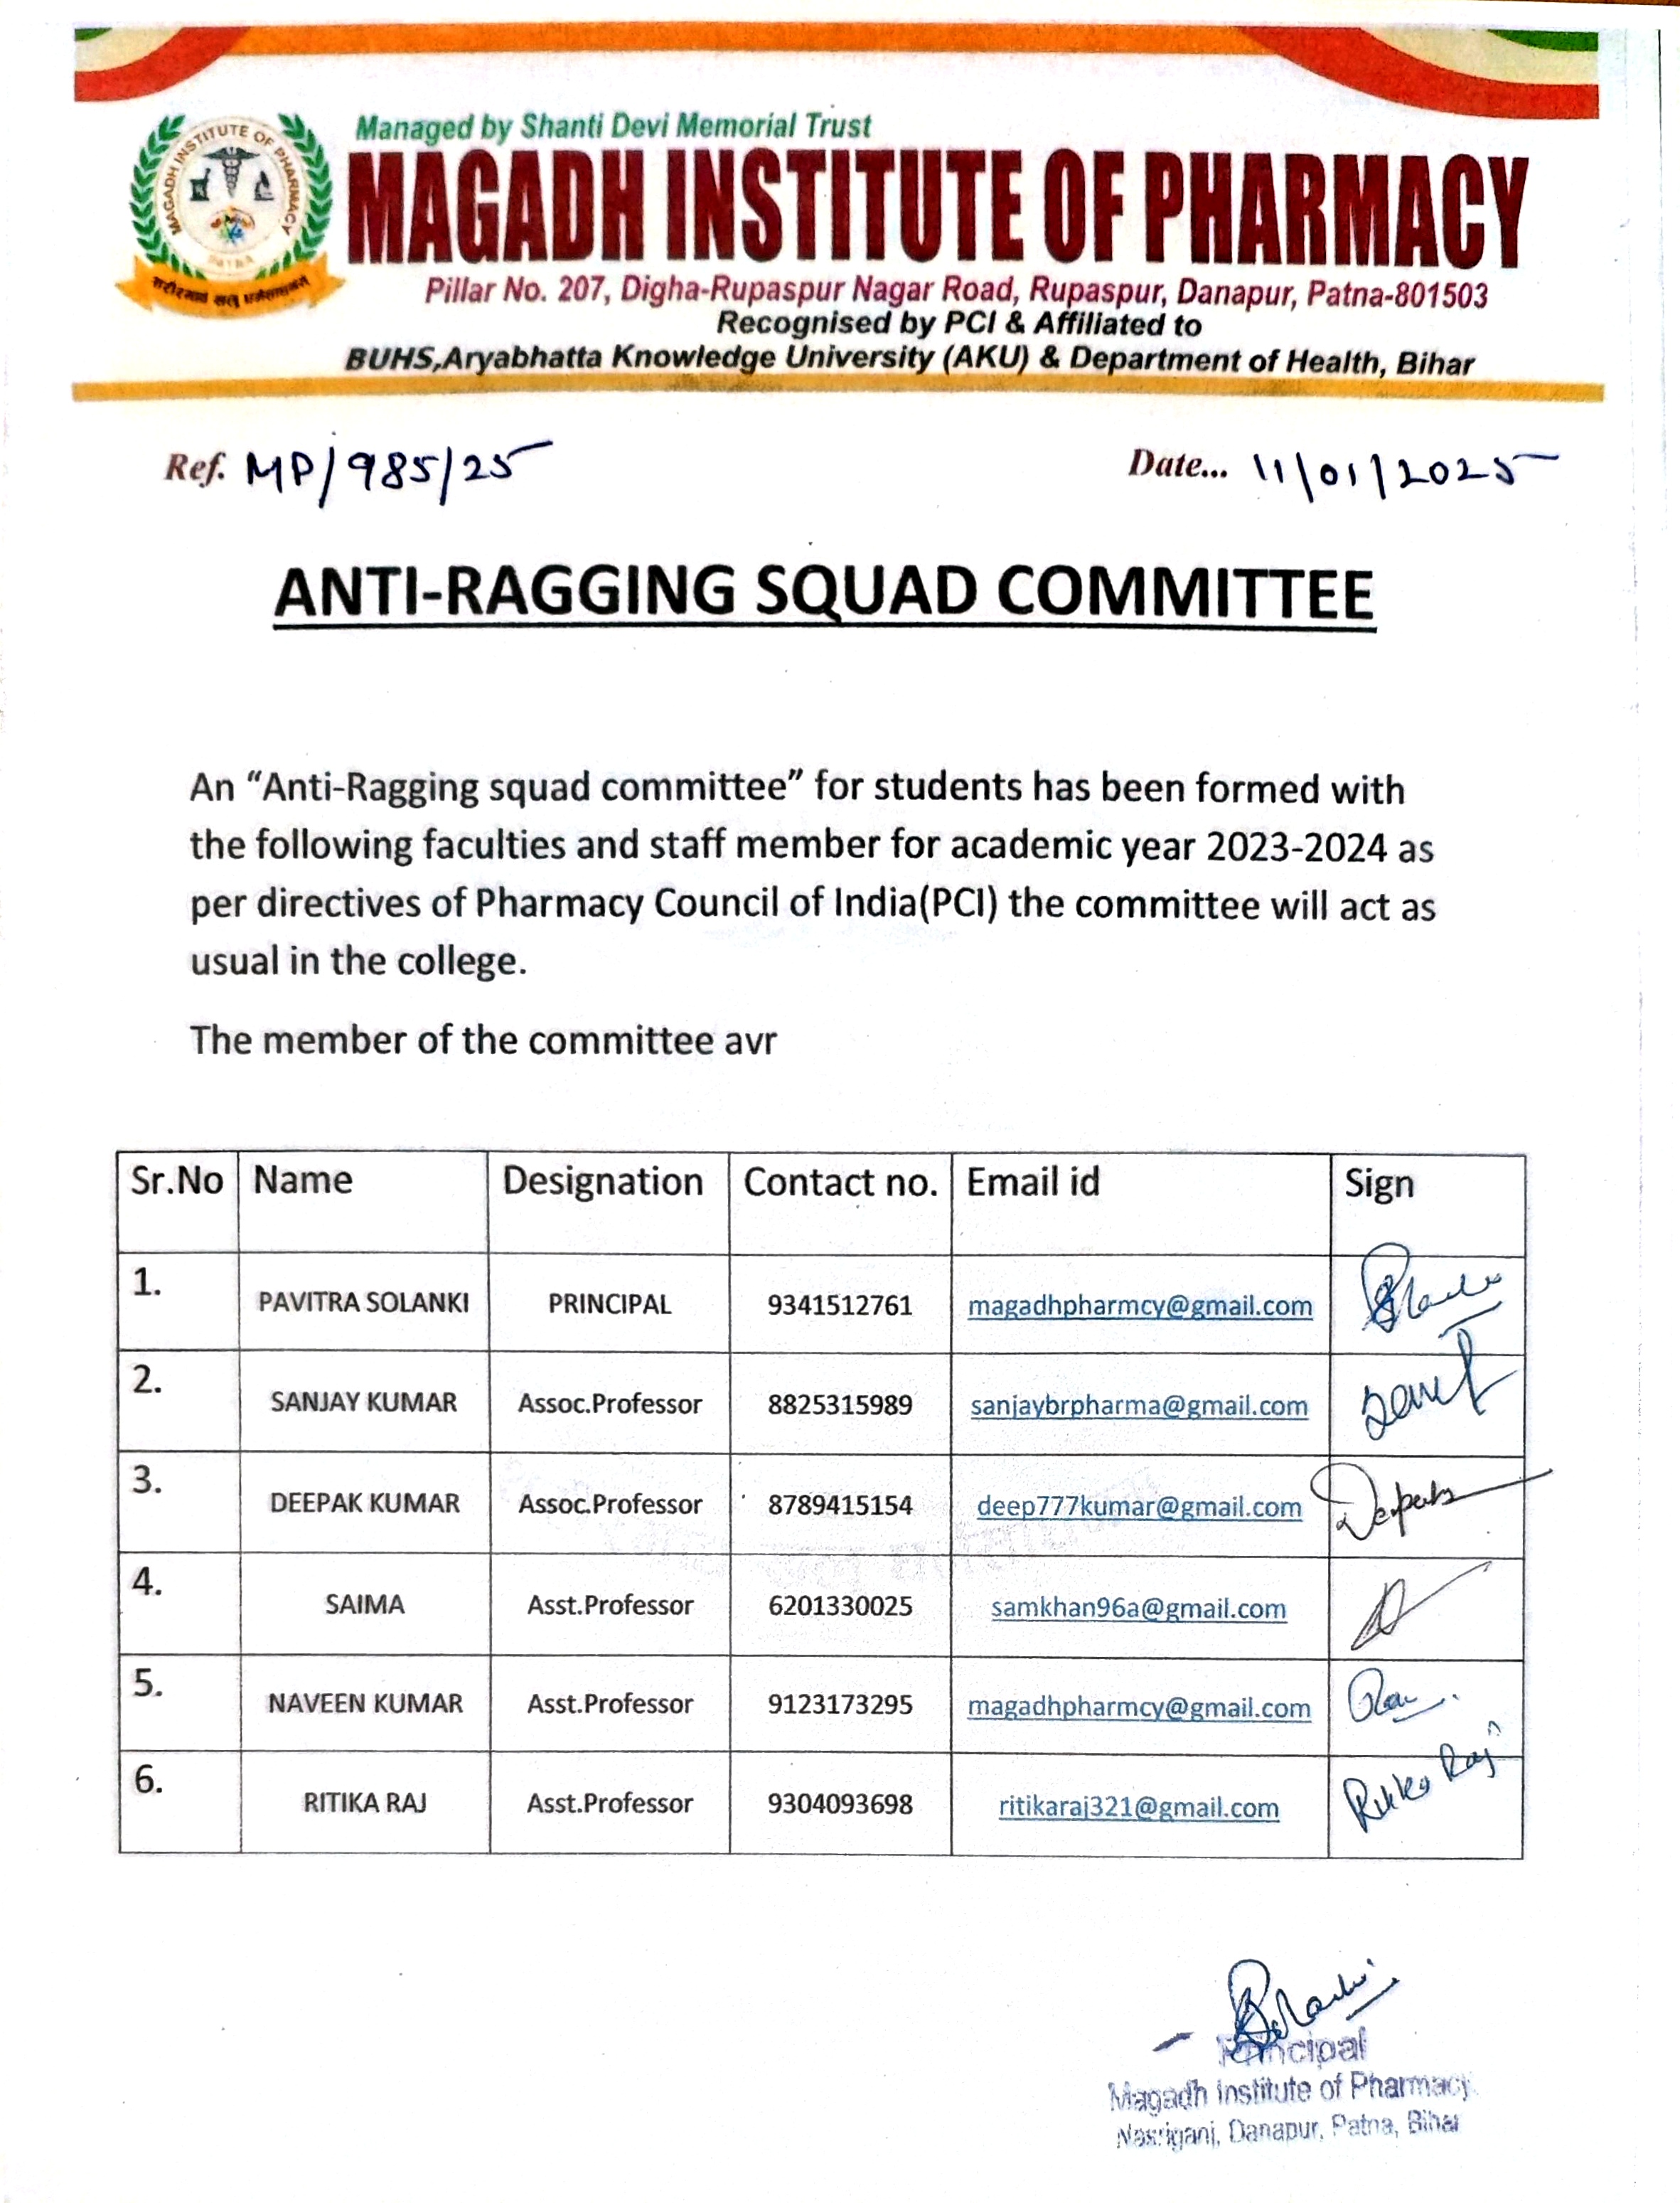 Managed by Shanti Devi Memorial Trust
MAGADH INSTITUTE OF PHARMACY
MAGADH INSTITUTE OF PHARMACY
PATNA
Pillar No. 207, Digha-Rupaspur Nagar Road, Rupaspur, Danapur, Patna-801503
Recognised by PCI & Affiliated to
BUHS,Aryabhatta Knowledge University (AKU) & Department of Health, Bihar
Ref. MP/985/25 Date... 11/01/2025
ANTI-RAGGING SQUAD COMMITTEE
An “Anti-Ragging squad committee” for students has been formed with
the following faculties and staff member for academic year 2023-2024 as
per directives of Pharmacy Council of India(PCI) the committee will act as
usual in the college.
The member of the committee avr
Sr.No Name Designation Contact no. Email id Sign
1. PAVITRA SOLANKI PRINCIPAL 9341512761 magadhpharmcy@gmail.com
2. SANJAY KUMAR Assoc.Professor 8825315989 sanjaybrpharma@gmail.com
3. DEEPAK KUMAR Assoc.Professor 8789415154 deep777kumar@gmail.com Deepak
4. SAIMA Asst.Professor 6201330025 samkhan96a@gmail.com
5. NAVEEN KUMAR Asst.Professor 9123173295 magadhpharmcy@gmail.com
6. RITIKA RAJ Asst.Professor 9304093698 ritikaraj321@gmail.com Raj
Principal
Magadh Institute of Pharmacy
Nasriganj, Danapur, Patna, Bihar